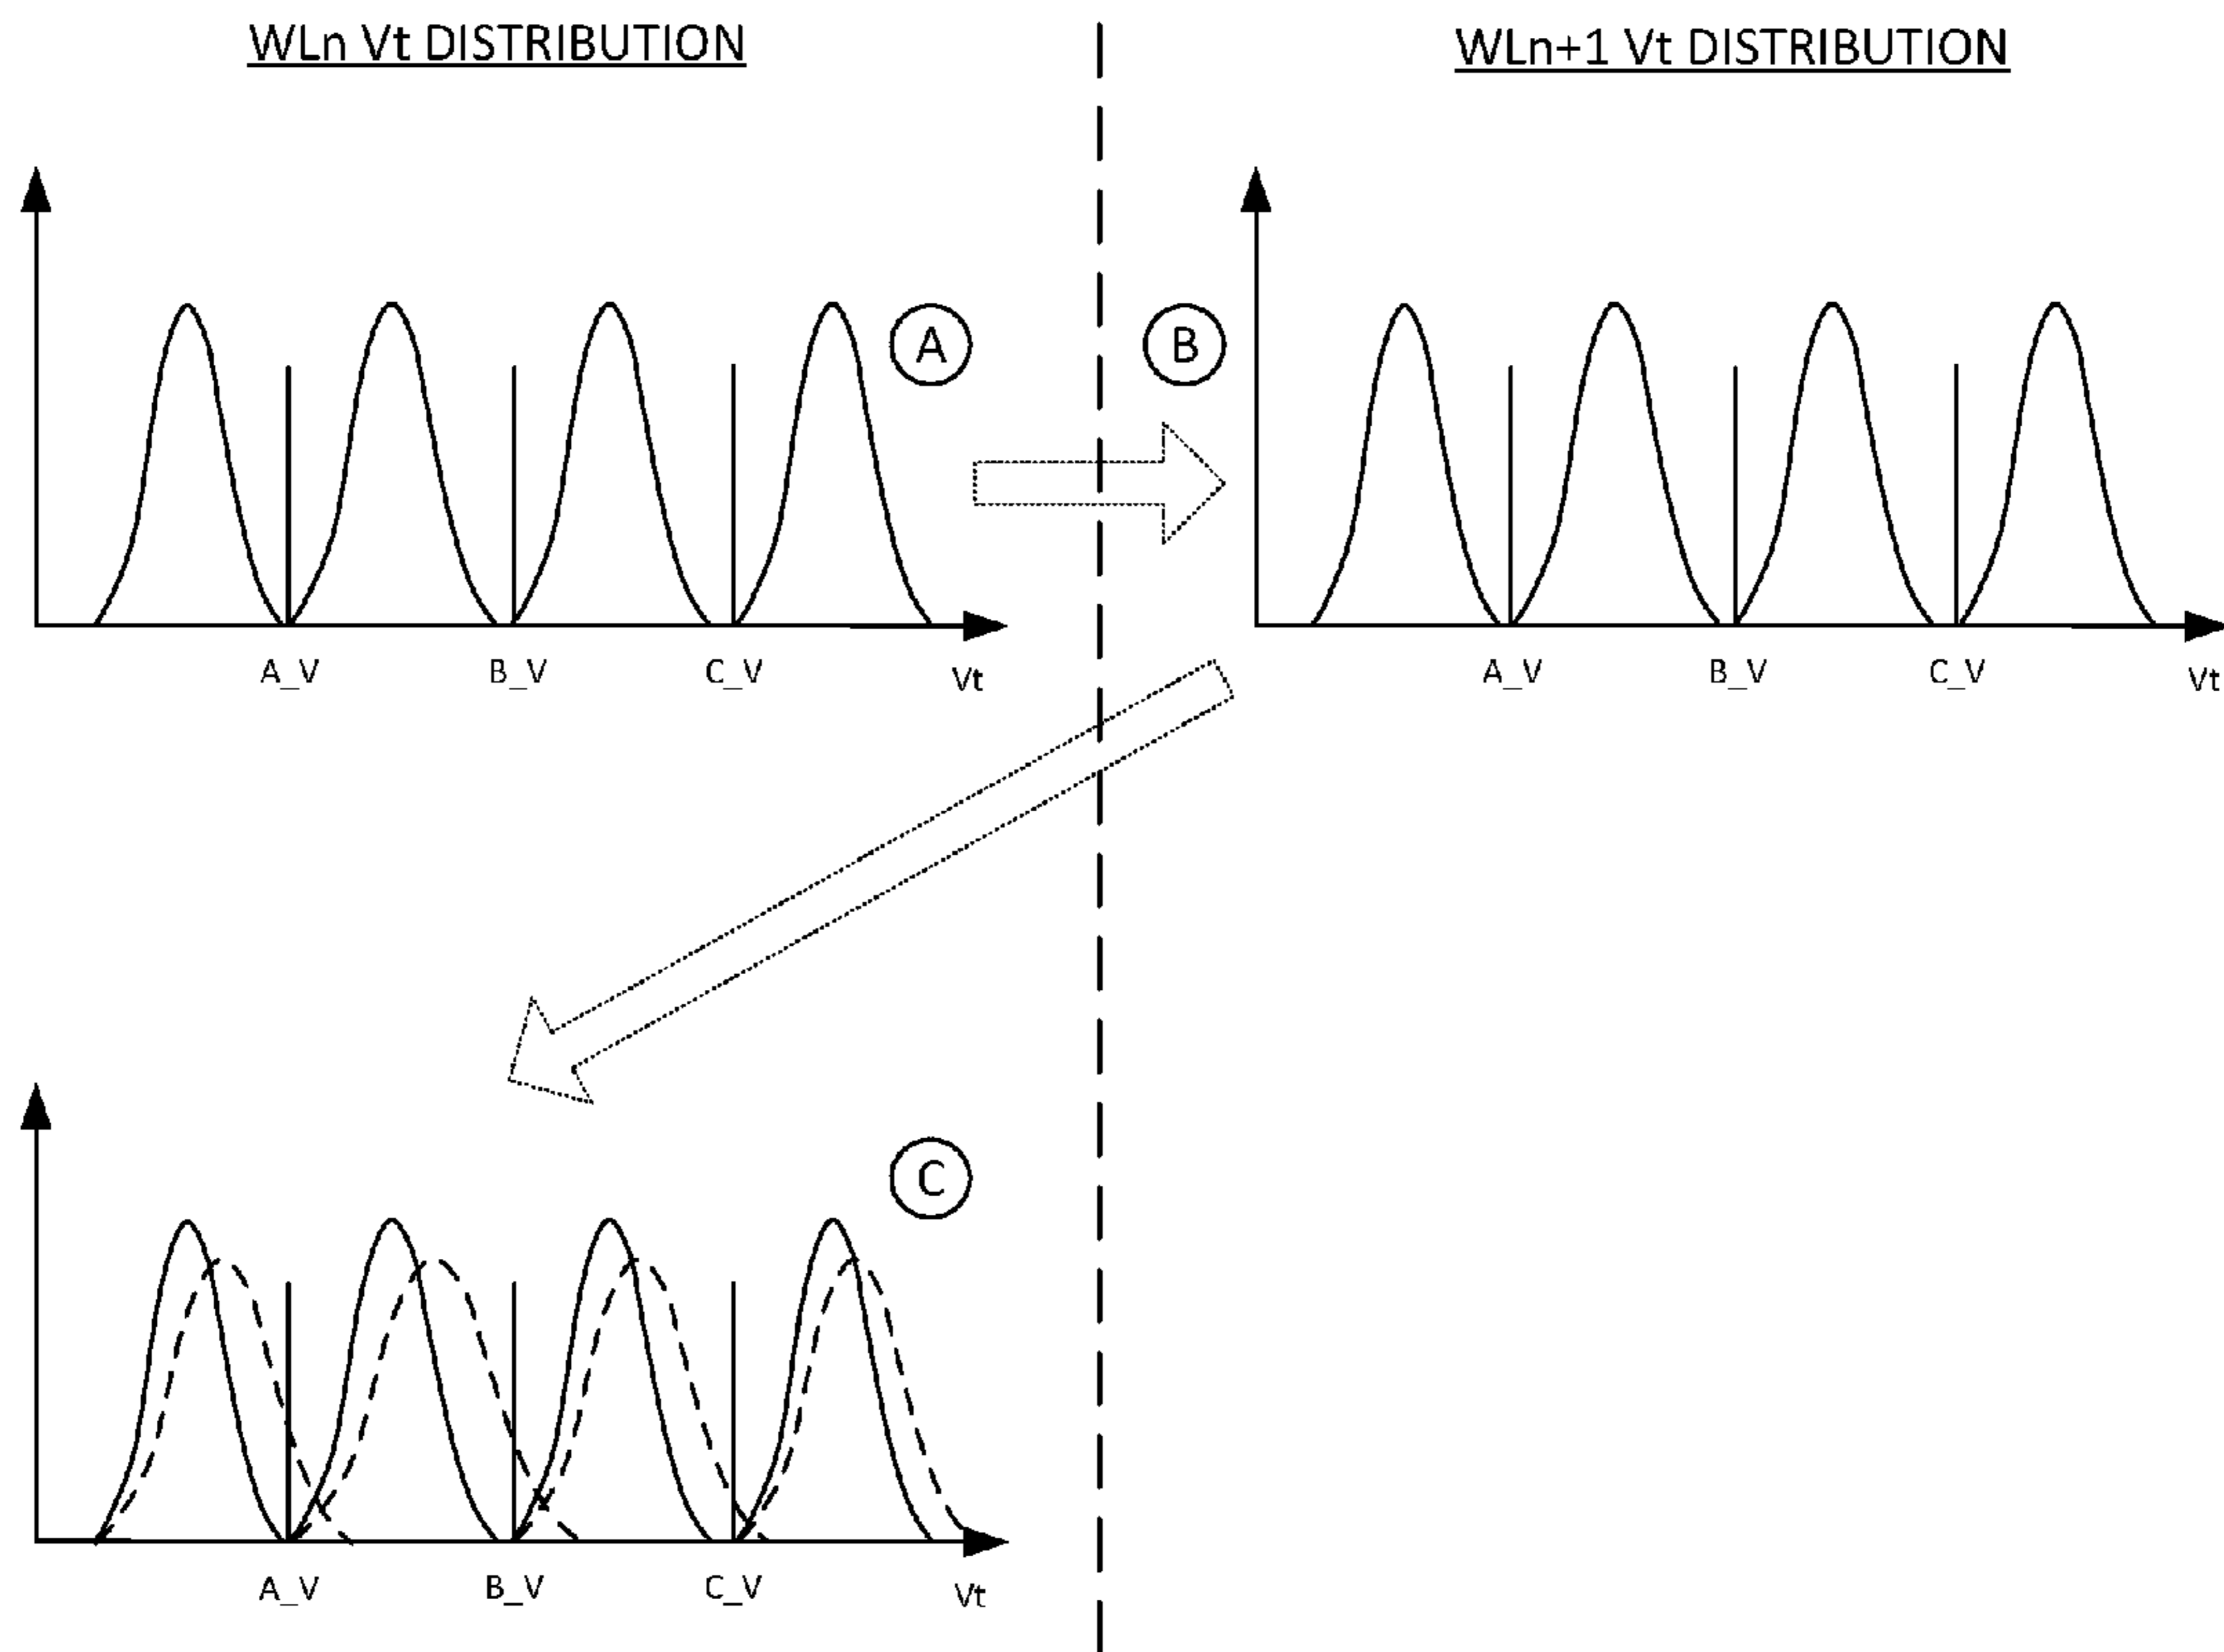 WLn Vt DISTRIBUTION
WLn+1 Vt DISTRIBUTION
A
B
A_V B_V C_V Vt
A_V B_V C_V Vt
C
A_V B_V C_V Vt